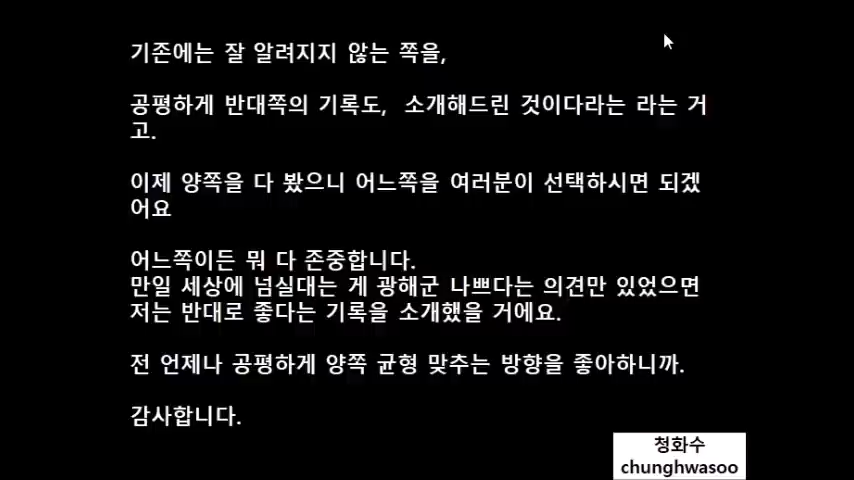 기존에는 잘 알려지지 않는 쪽을,
공평하게 반대쪽의 기록도, 소개해드린 것이다라는 라는 거
고.
이제 양쪽을 다 봤으니 어느쪽을 여러분이 선택하시면 되겠
어요
어느쪽이든 뭐 다 존중합니다.
만일 세상에 넘실대는 게 광해군 나쁘다는 의견만 있었으면
저는 반대로 좋다는 기록을 소개했을 거에요.
전 언제나 공평하게 양쪽 균형 맞추는 방향을 좋아하니까.
감사합니다.
청화수
chunghwasoo